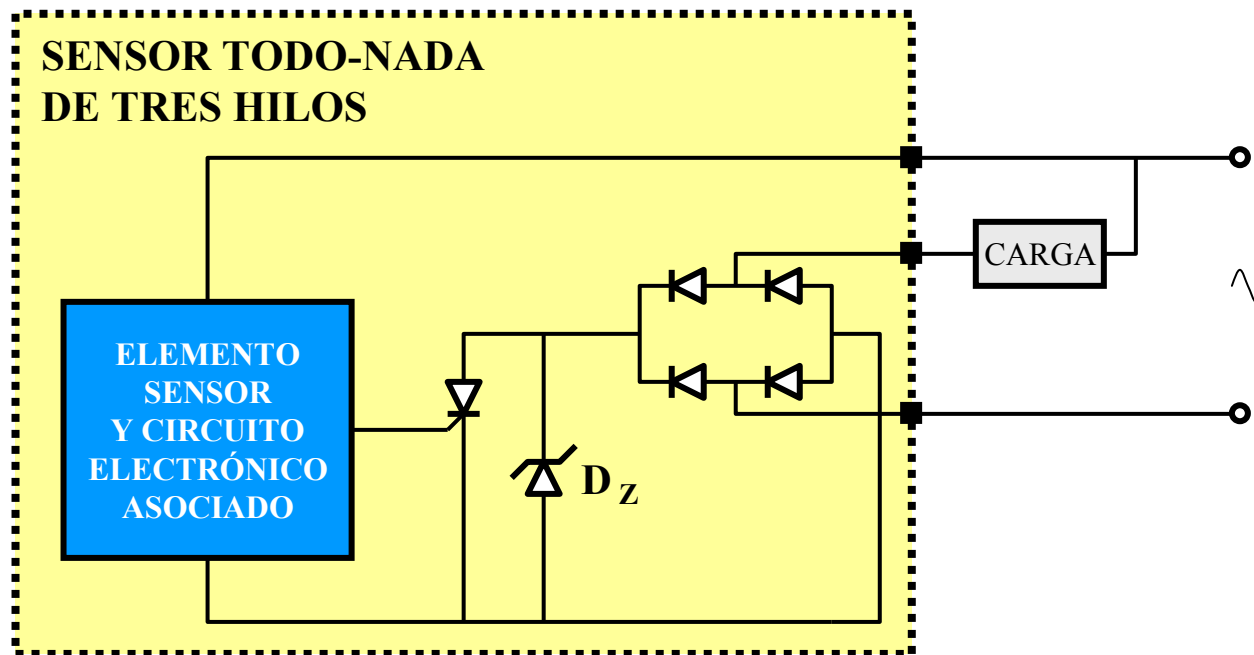 SENSOR TODO-NADA
DE TRES HILOS
CARGA
ELEMENTO
SENSOR
Y CIRCUITO
ELECTRÓNICO
ASOCIADO
D Z